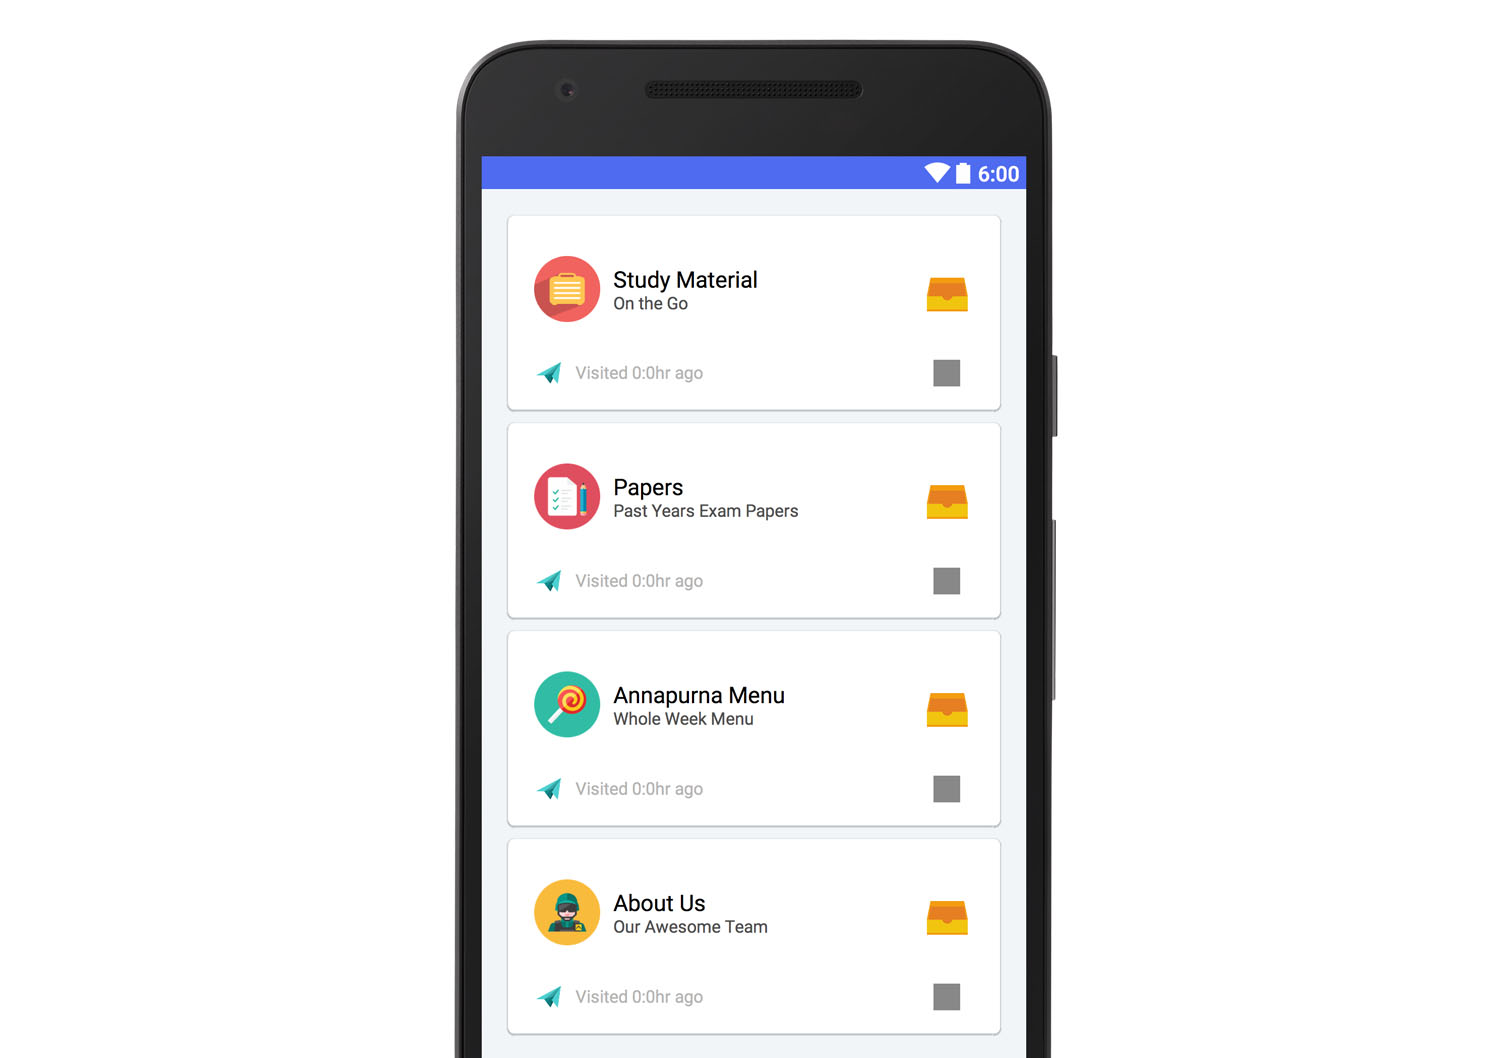 6:00
Study Material
On the Go
Visited 0:0hr ago
Papers
Past Years Exam Papers
Visited 0:0hr ago
Annapurna Menu
Whole Week Menu
Visited 0:0hr ago
About Us
Our Awesome Team
Visited 0:0hr ago